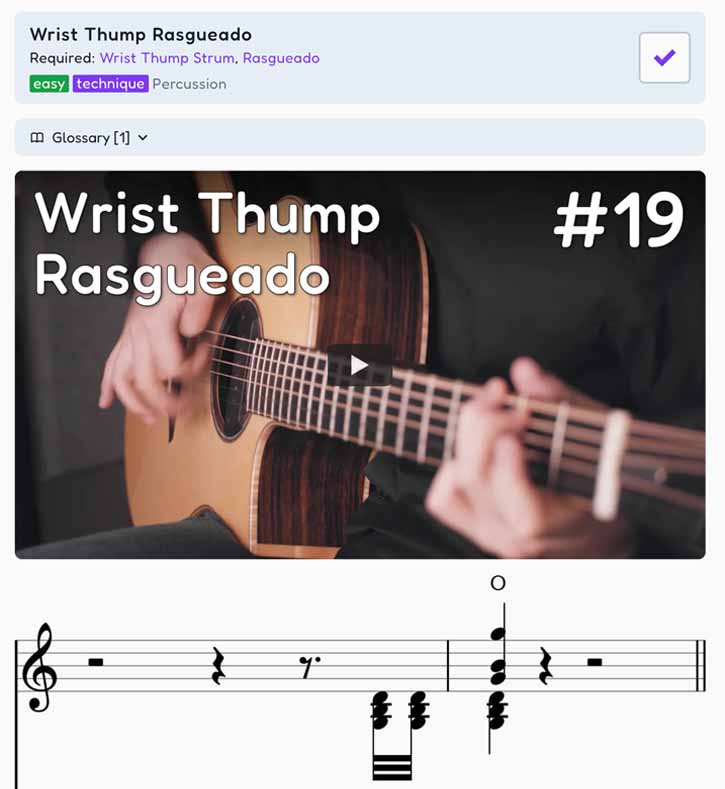 Wrist Thump Rasgueado
Required: Wrist Thump Strum, Rasgueado
easy technique Percussion
Glossary [1]
Wrist Thump #19
Rasgueado
O